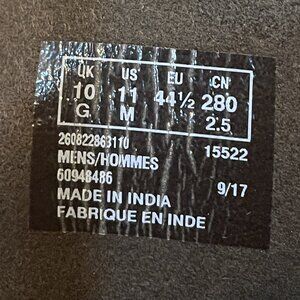 UK US EU CN
10 11 44½ 280
G M 2.5
260822863110
MENS/HOMMES 15522
60948486
MADE IN INDIA 9/17
FABRIQUE EN INDE